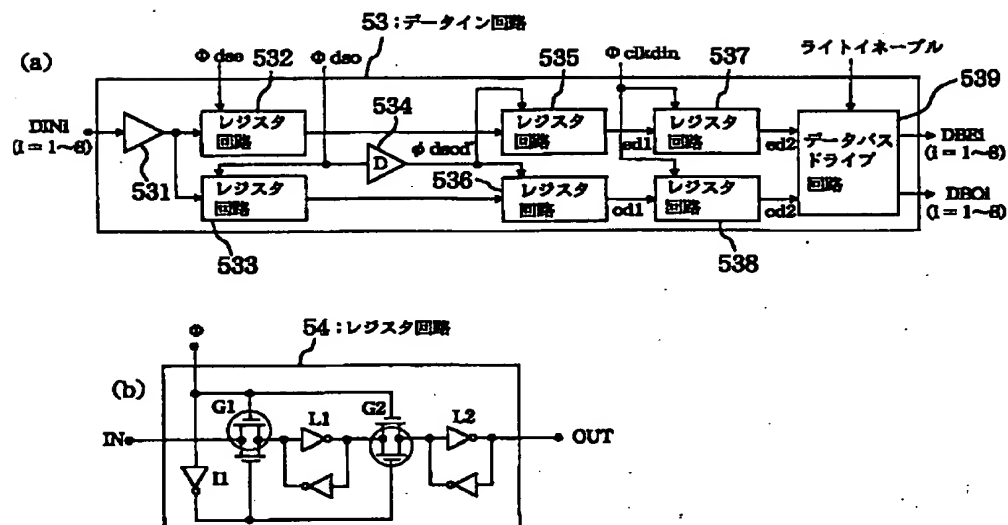 53;データイン回路
(a)
Φ dse
532
Φ dso
535
Φ clkdin
537
ライトイネーブル
539
534
DINi
(i = 1~8)
531
レジスタ
回路
D
φ dsod
レジスタ
回路
ed1
レジスタ
回路
ed2
データバス
ドライブ
回路
DBEi
(i = 1~8)
レジスタ
回路
533
536
レジスタ
回路
od1
レジスタ
回路
od2
538
DBOi
(i = 1~8)
Φ
54;レジスタ回路
(b)
G1
L1
G2
L2
IN
OUT
I1